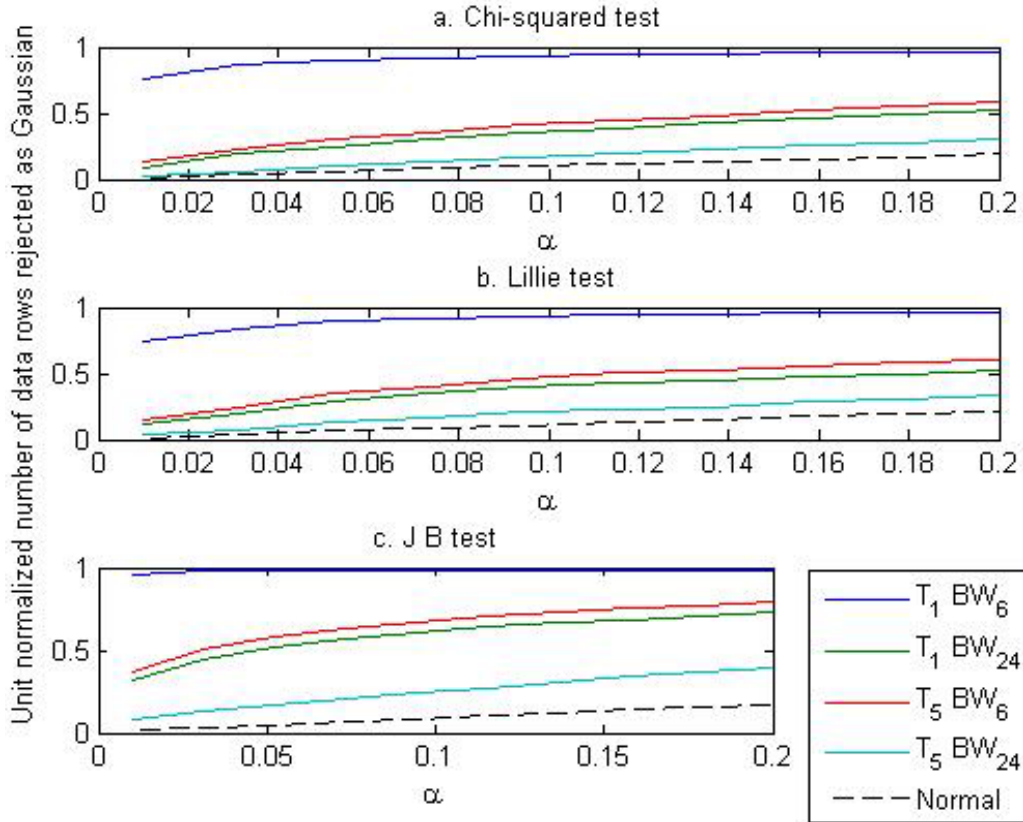 Unit normalized number of data rows rejected as Gaussian
a. Chi-squared test
1
0.5
0
0 0.02 0.04 0.06 0.08 0.1 0.12 0.14 0.16 0.18 0.2
α
b. Lillie test
1
0.5
0
0 0.02 0.04 0.06 0.08 0.1 0.12 0.14 0.16 0.18 0.2
α
c. J B test
1
0.5
0
0 0.05 0.1 0.15 0.2
α
T1 BW6
T1 BW24
T5 BW6
T5 BW24
Normal